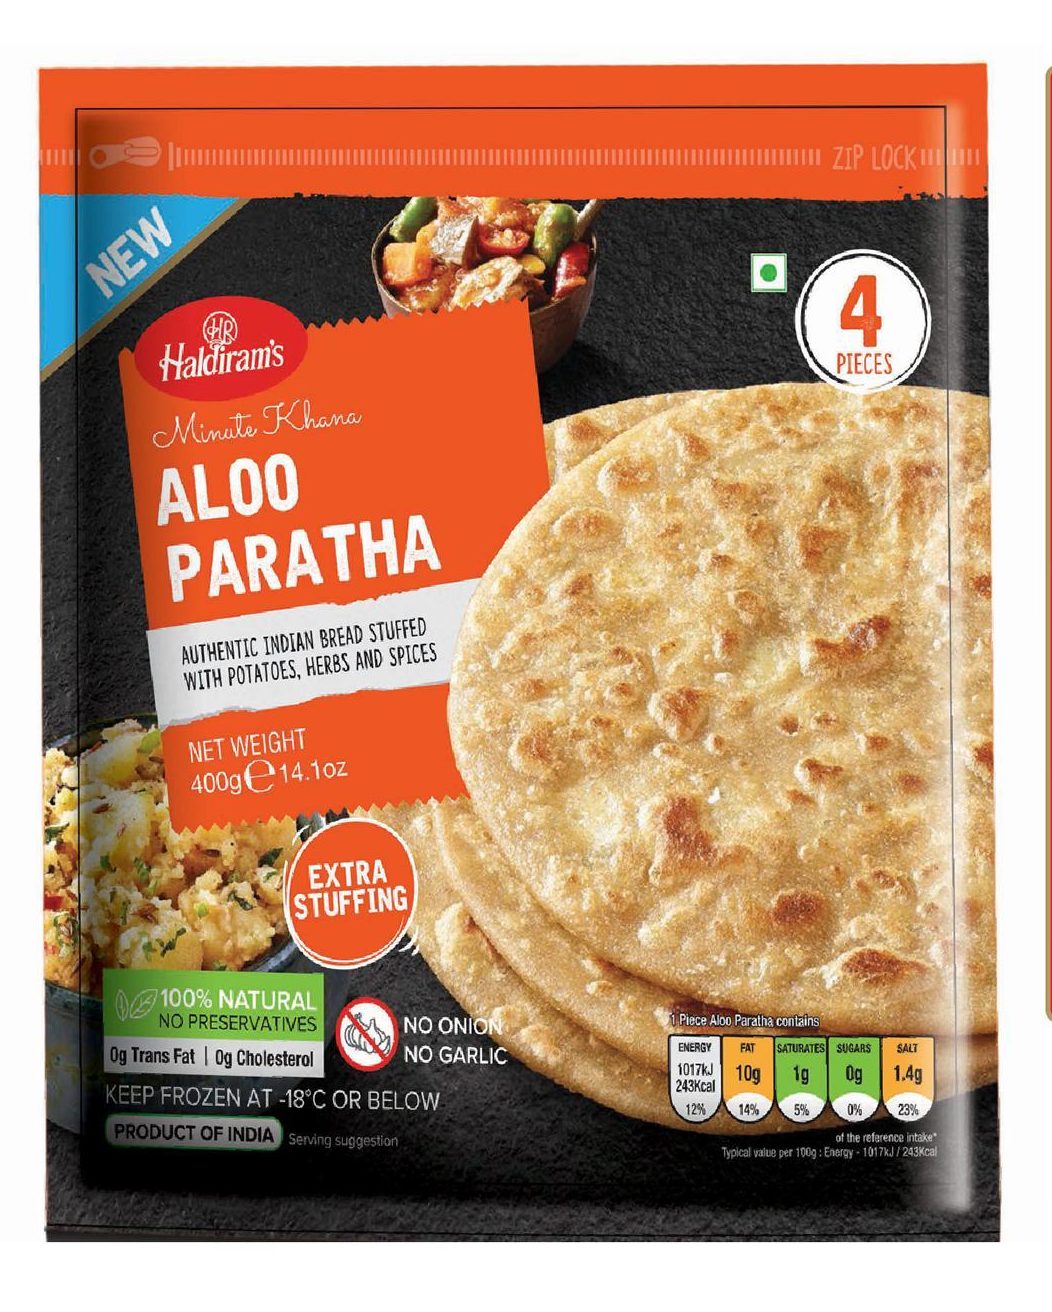 ZIP LOCK
NEW
HR
Haldiram's
Minute Khana
ALOO
PARATHA
AUTHENTIC INDIAN BREAD STUFFED
WITH POTATOES, HERBS AND SPICES
NET WEIGHT
400g e 14.1oz
4
PIECES
EXTRA
STUFFING
100% NATURAL
NO PRESERVATIVES
0g Trans Fat | 0g Cholesterol
NO ONION
NO GARLIC
KEEP FROZEN AT -18°C OR BELOW
PRODUCT OF INDIA
Serving suggestion
1 Piece Aloo Paratha contains
ENERGY FAT SATURATES SUGARS SALT
1017kJ
243Kcal 10g 1g 0g 1.4g
12% 14% 5% 0% 23%
of the reference intake*
Typical value per 100g : Energy - 1017kJ / 243Kcal